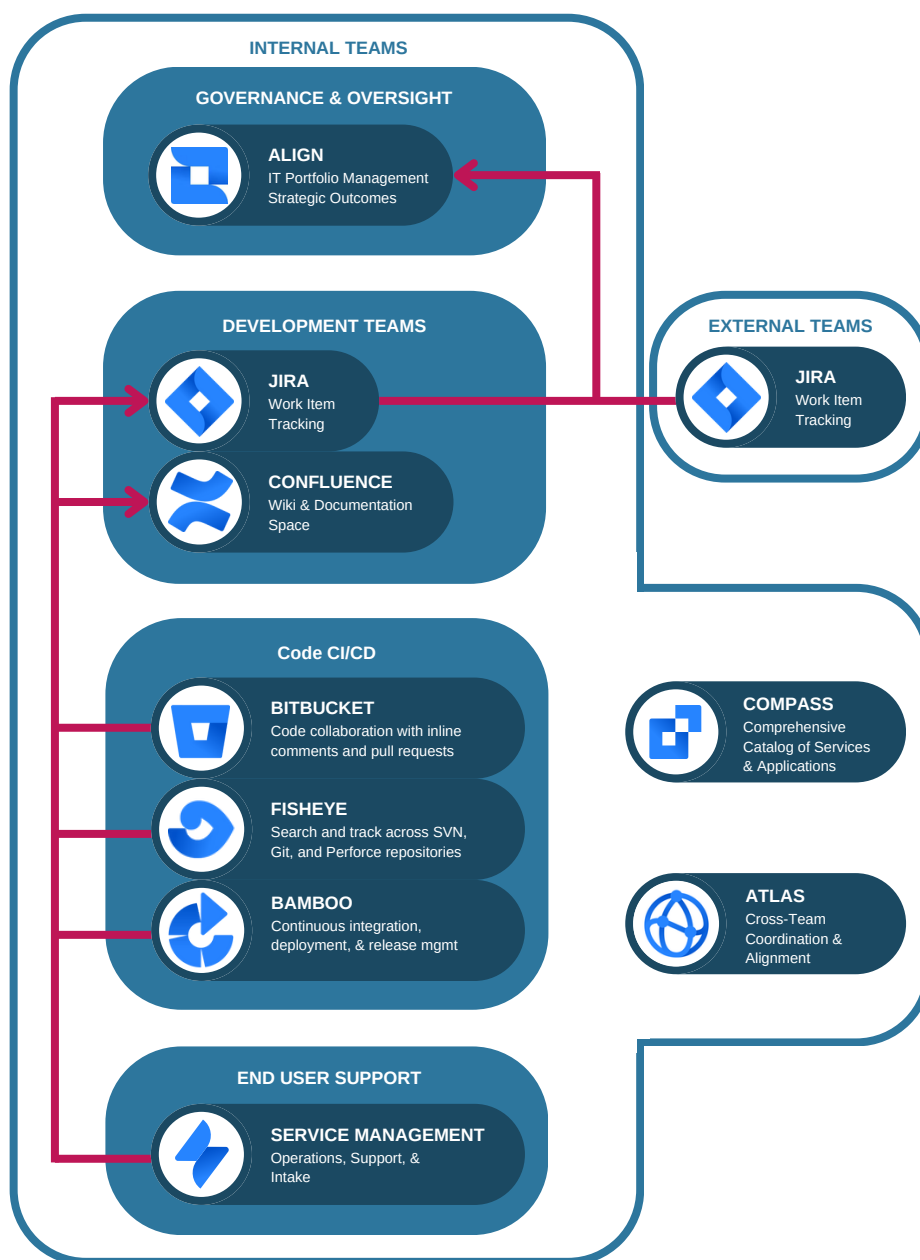 INTERNAL TEAMS
GOVERNANCE & OVERSIGHT
ALIGN
IT Portfolio Management
Strategic Outcomes
DEVELOPMENT TEAMS
JIRA
Work Item
Tracking
CONFLUENCE
Wiki & Documentation
Space
EXTERNAL TEAMS
JIRA
Work Item
Tracking
Code CI/CD
BITBUCKET
Code collaboration with inline
comments and pull requests
FISHEYE
Search and track across SVN,
Git, and Perforce repositories
BAMBOO
Continuous integration,
deployment, & release mgmt
COMPASS
Comprehensive
Catalog of Services
& Applications
ATLAS
Cross-Team
Coordination &
Alignment
END USER SUPPORT
SERVICE MANAGEMENT
Operations, Support, &
Intake